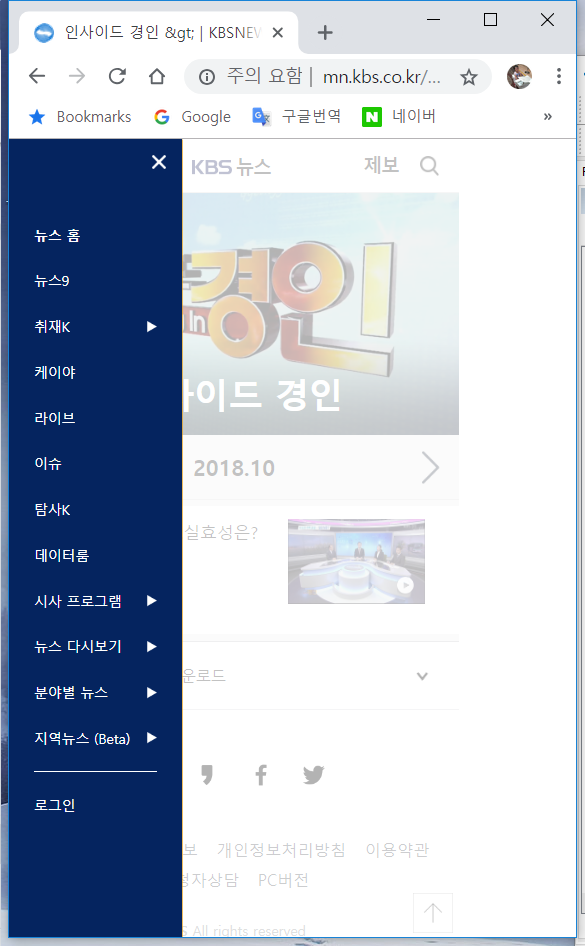 인사이드 경인 &gt; | KBSNEW
주의 요함 | mn.kbs.co.kr/...
Bookmarks Google 구글번역 네이버 »
KBS 뉴스 제보
뉴스 홈
뉴스9
취재K
케이야
라이브
이슈
탐사K
데이터룸
시사 프로그램
뉴스 다시보기
분야별 뉴스
지역뉴스 (Beta)
로그인
경인
In
사이드 경인
2018.10
실효성은?
운로드
보 개인정보처리방침 이용약관
자상담 PC버전
S All rights reserved